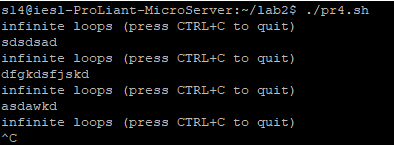 sl4@iesl-ProLiant-MicroServer:~/lab2$ ./pr4.sh
infinite loops (press CTRL+C to quit)
sdsdsad
infinite loops (press CTRL+C to quit)
dfgkdsfjskd
infinite loops (press CTRL+C to quit)
asdawkd
infinite loops (press CTRL+C to quit)
^C